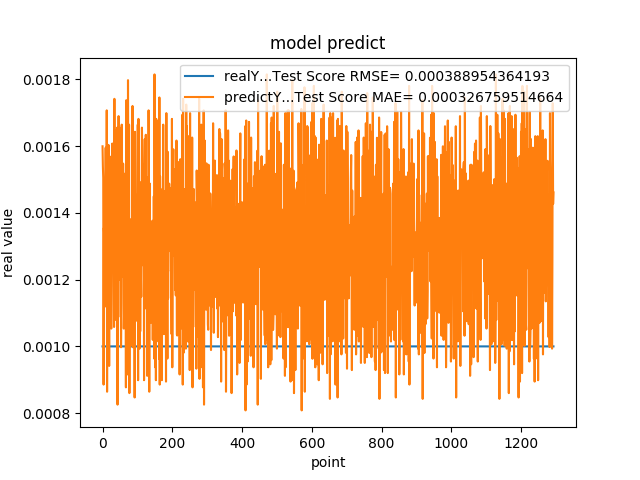 model predict
realY...Test Score RMSE= 0.000388954364193
predictY...Test Score MAE= 0.000326759514664
0.0018
0.0016
0.0014
0.0012
0.0010
0.0008
real value
0 200 400 600 800 1000 1200
point